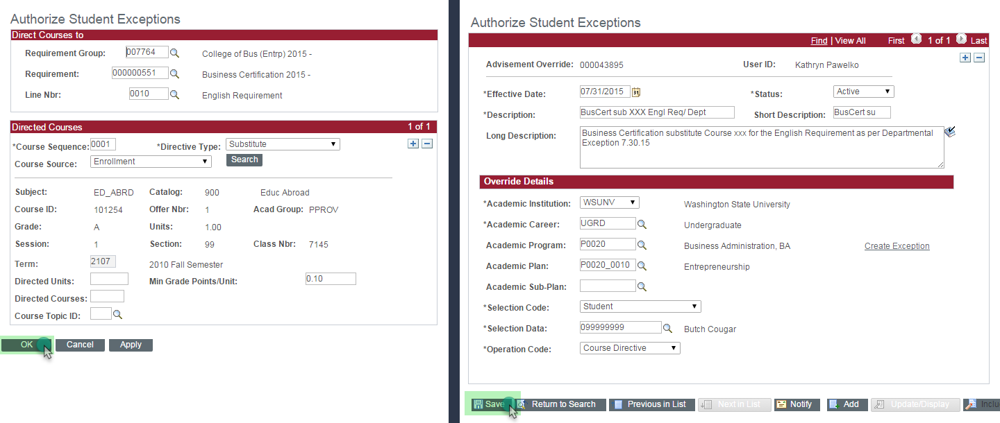 Authorize Student Exceptions
Direct Courses to
Requirement Group: 007764 College of Bus (Entrp) 2015 -
Requirement: 000000551 Business Certification 2015 -
Line Nbr: 0010 English Requirement
Directed Courses 1 of 1
*Course Sequence: 0001 *Directive Type: Substitute
Course Source: Enrollment Search
Subject: ED_ABRD Catalog: 900 Educ Abroad
Course ID: 101254 Offer Nbr: 1 Acad Group: PPROV
Grade: A Units: 1.00
Session: 1 Section: 99 Class Nbr: 7145
Term: 2107 2010 Fall Semester
Directed Units: Min Grade Points/Unit: 0.10
Directed Courses:
Course Topic ID:
OK Cancel Apply
Authorize Student Exceptions
Find | View All First 1 of 1 Last
Advisement Override: 000043895 User ID: Kathryn Pawelko
*Effective Date: 07/31/2015 31 *Status: Active
*Description: BusCert sub XXX Engl Req/ Dept Short Description: BusCert su
Long Description: Business Certification substitute Course xxx for the English Requirement as per Departmental
Exception 7.30.15
Override Details
*Academic Institution: WSUNV Washington State University
*Academic Career: UGRD Undergraduate
Academic Program: P0020 Business Administration, BA Create Exception
Academic Plan: P0020_0010 Entrepreneurship
Academic Sub-Plan:
*Selection Code: Student
*Selection Data: 099999999 Butch Cougar
*Operation Code: Course Directive
Save Return to Search Previous in List Next in List Notify Add Update/Display Inclu